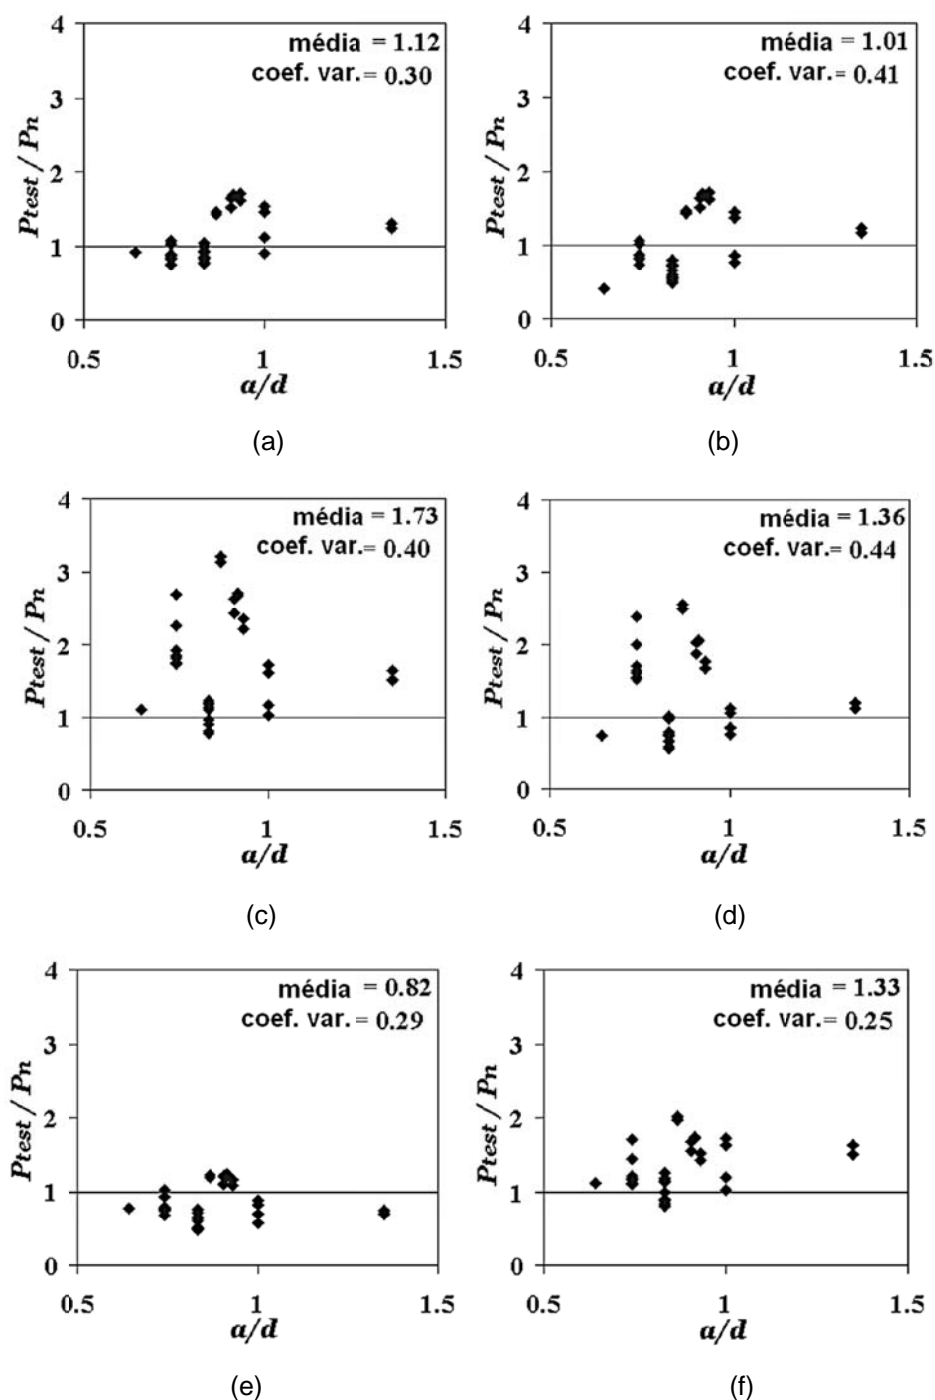 4
média = 1.12
coef. var. = 0.30
3
2
1
0
Ptest / Pn
0.5
1
1.5
a/d
(a)
4
média = 1.01
coef. var. = 0.41
3
2
1
0
Ptest / Pn
0.5
1
1.5
a/d
(b)
4
média = 1.73
coef. var. = 0.40
3
2
1
0
Ptest / Pn
0.5
1
1.5
a/d
(c)
4
média = 1.36
coef. var. = 0.44
3
2
1
0
Ptest / Pn
0.5
1
1.5
a/d
(d)
4
média = 0.82
coef. var. = 0.29
3
2
1
0
Ptest / Pn
0.5
1
1.5
a/d
(e)
4
média = 1.33
coef. var. = 0.25
3
2
1
0
Ptest / Pn
0.5
1
1.5
a/d
(f)